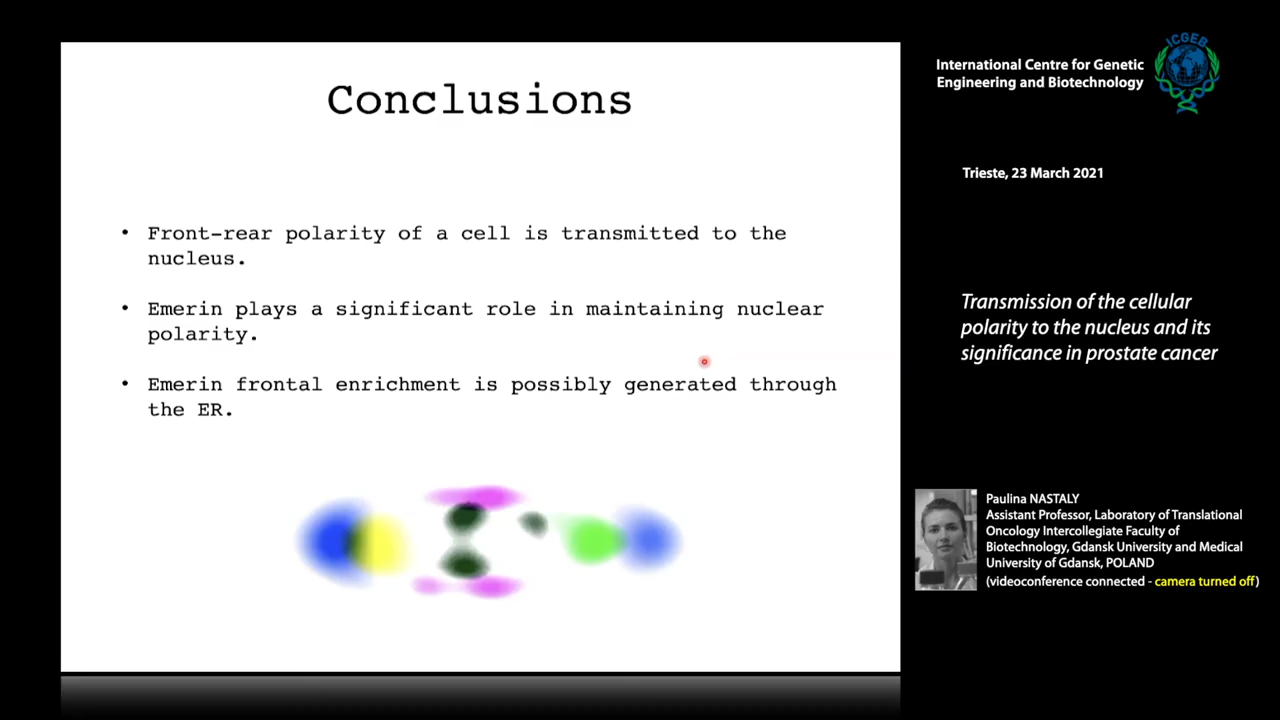 Conclusions
• Front-rear polarity of a cell is transmitted to the
nucleus.
• Emerin plays a significant role in maintaining nuclear
polarity.
• Emerin frontal enrichment is possibly generated through
the ER.
International Centre for Genetic
Engineering and Biotechnology
ICGEB
Trieste, 23 March 2021
Transmission of the cellular
polarity to the nucleus and its
significance in prostate cancer
Paulina NASTALY
Assistant Professor, Laboratory of Translational
Oncology Intercollegiate Faculty of
Biotechnology, Gdansk University and Medical
University of Gdansk, POLAND
(videoconference connected - camera turned off)